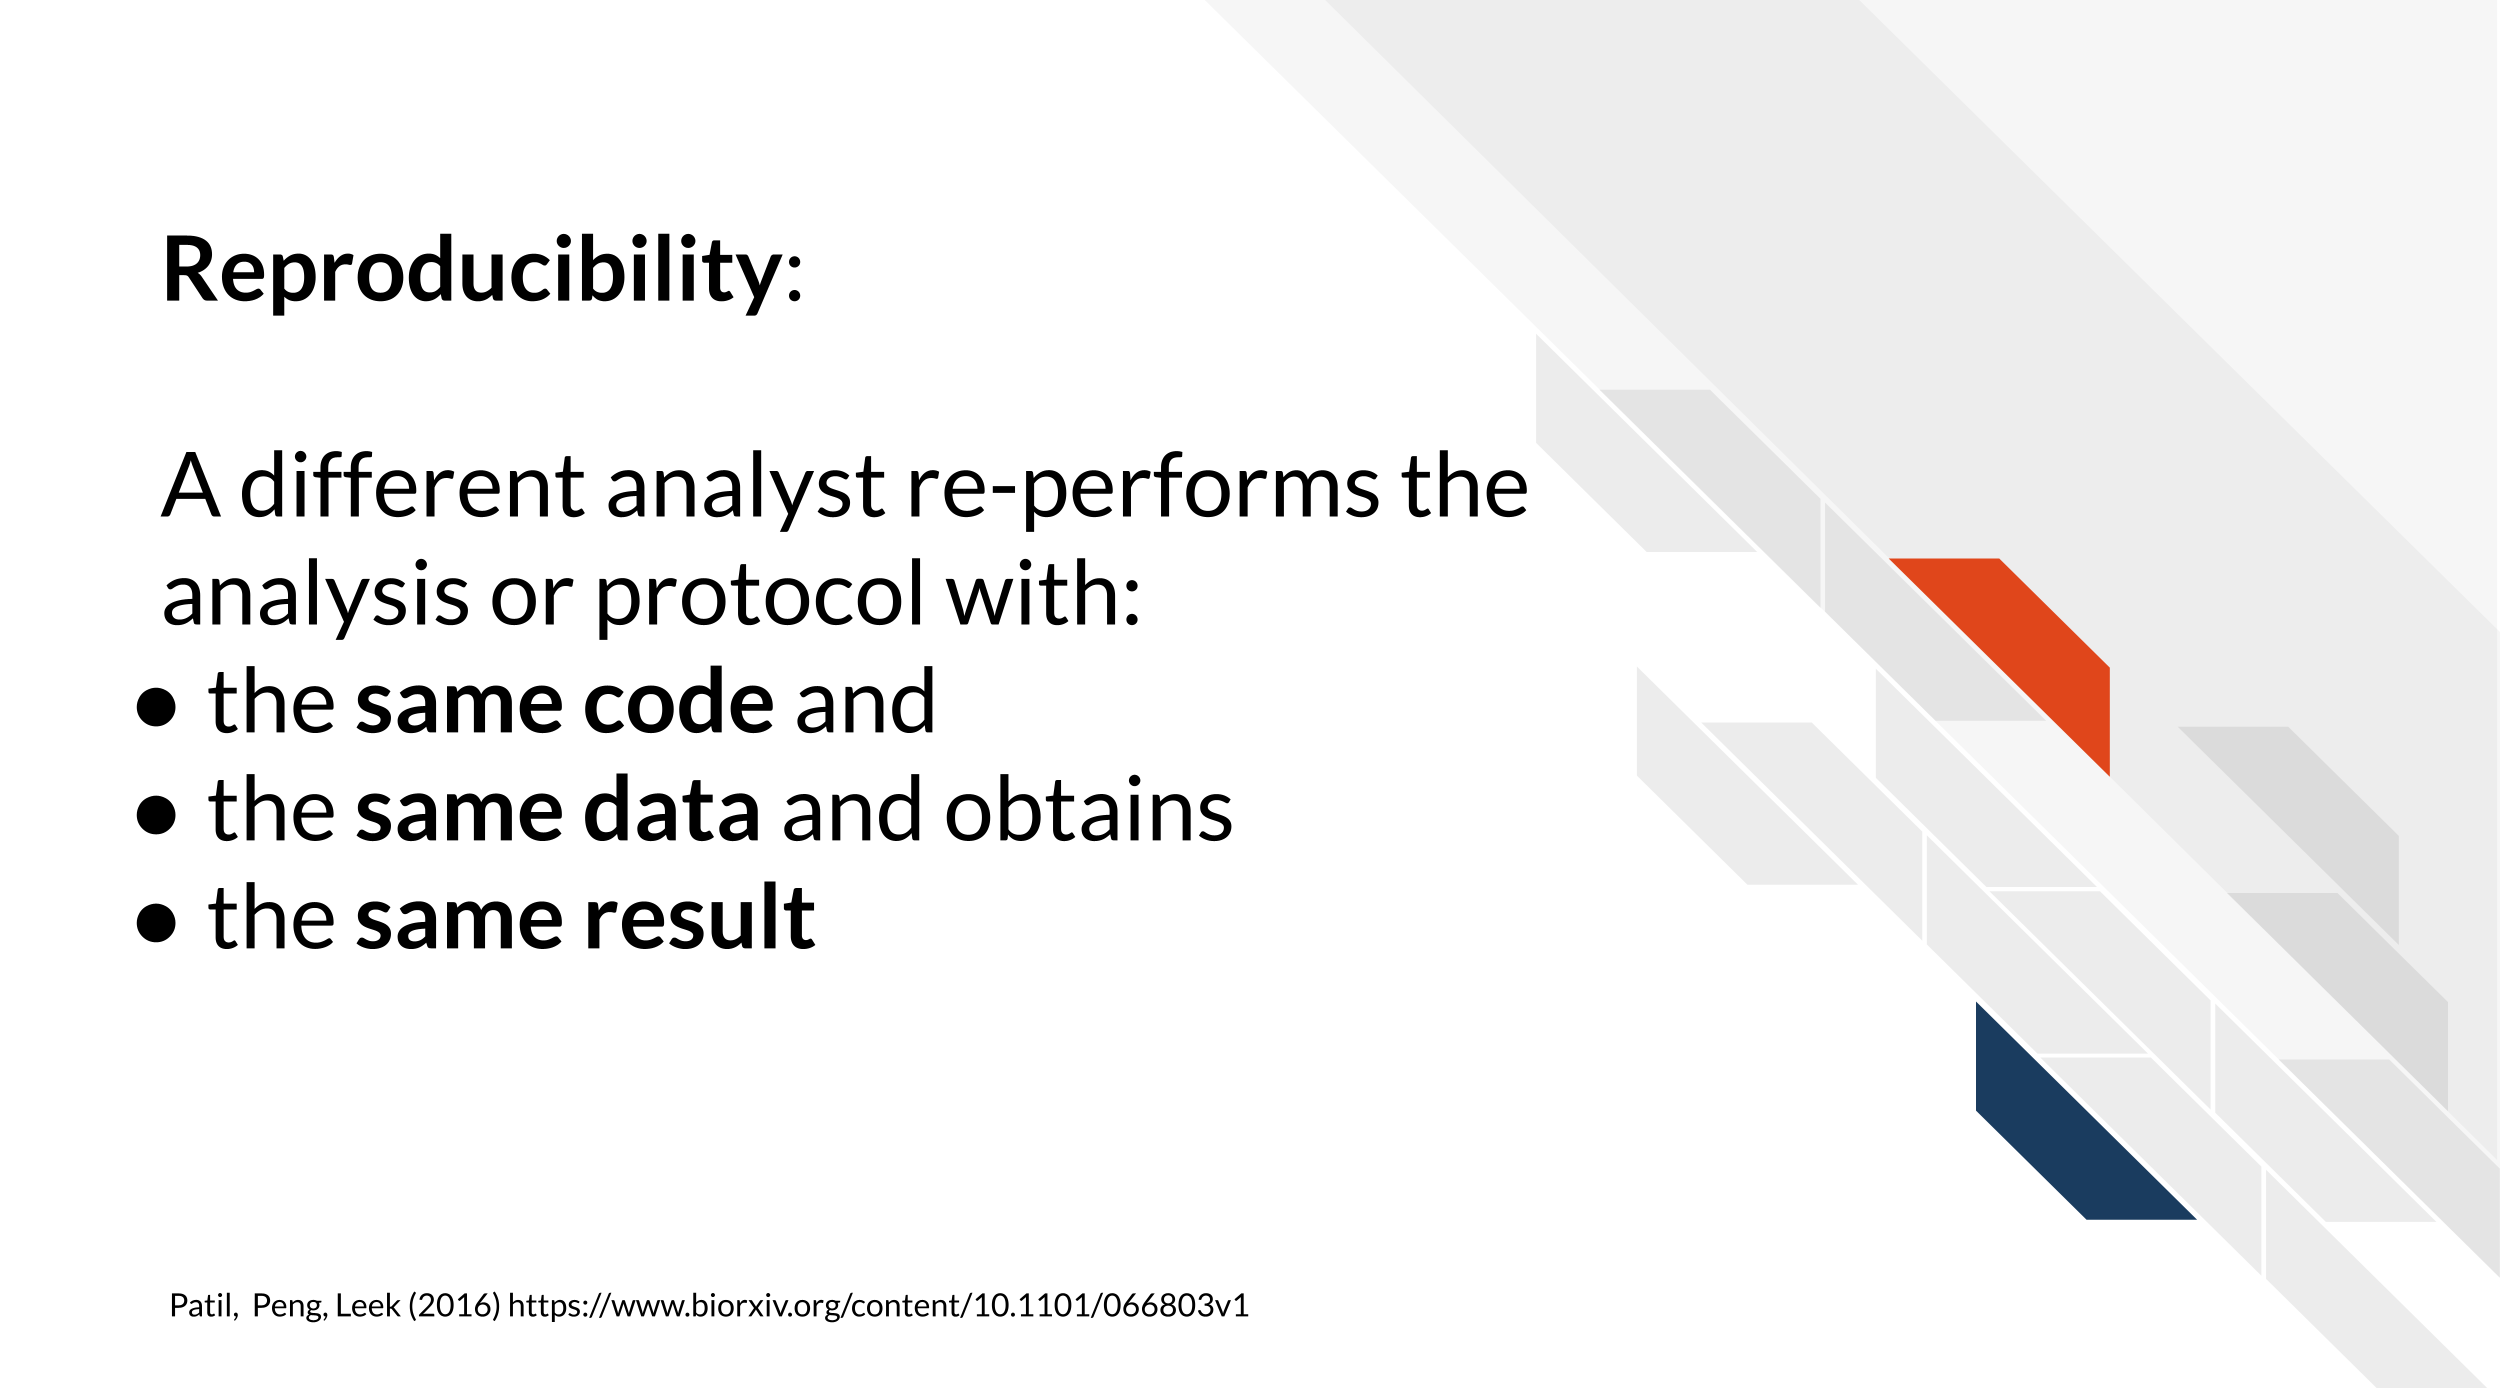 Reproducibility:
A different analyst re-performs the
analysis or protocol with:
● the same code and
● the same data and obtains
● the same result
Patil, Peng, Leek (2016) https://www.biorxiv.org/content/10.1101/066803v1